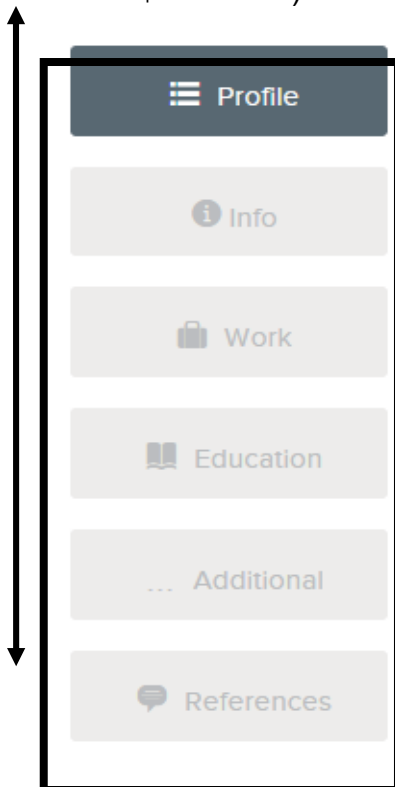 Profile
Info
Work
Education
... Additional
References